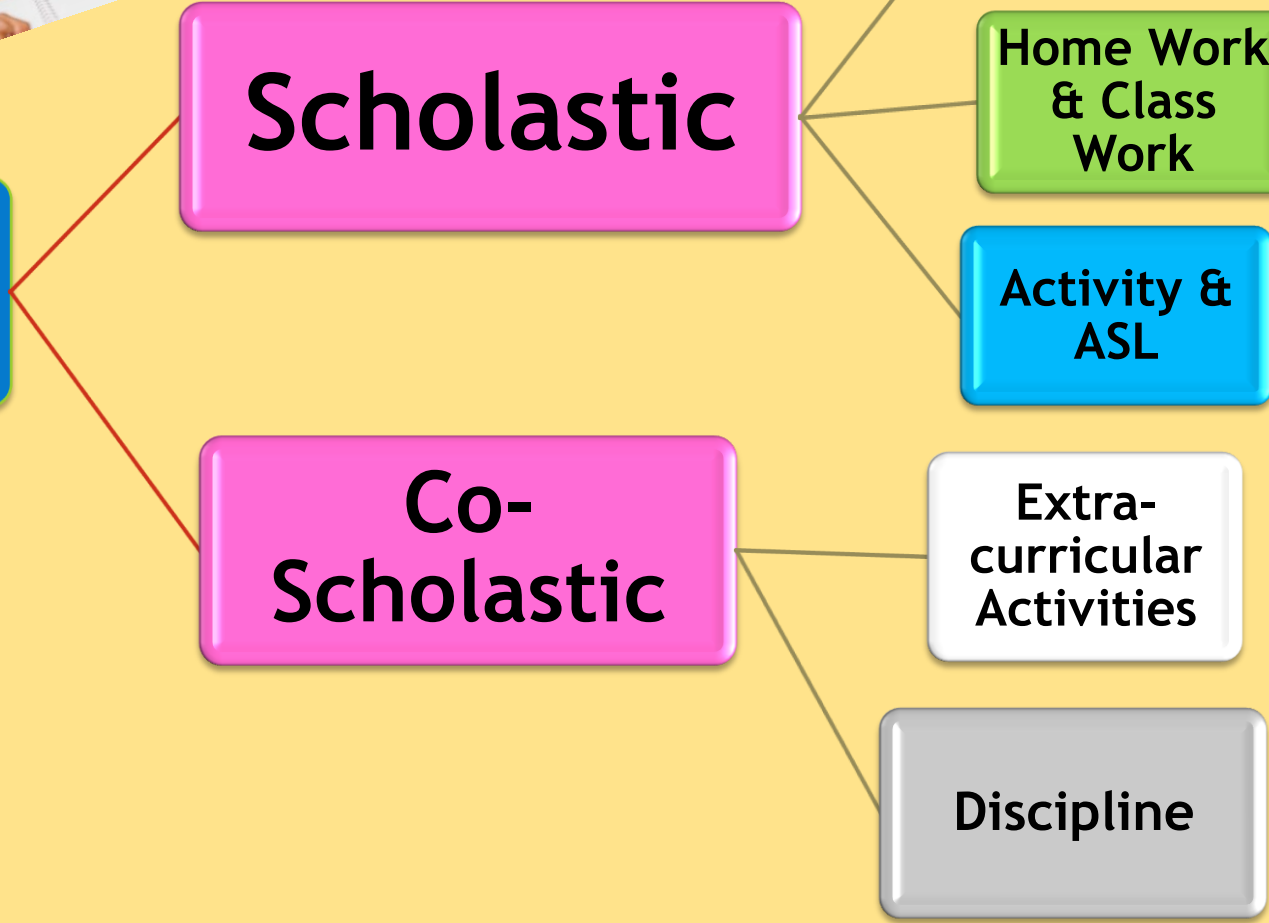 Scholastic
Home Work
& Class
Work
Activity &
ASL
Co-
Scholastic
Extra-
curricular
Activities
Discipline